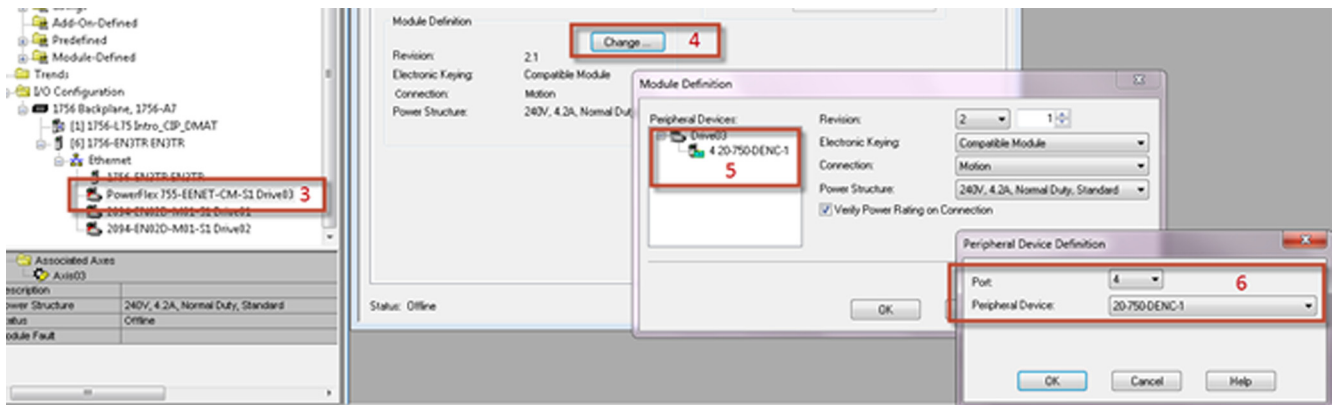 Add-On-Defined
Predefined
Module-Defined
Trends
I/O Configuration
1756 Backplane, 1756-A7
[1] 1756-L75 Intro_CIP_DMAT
[6] 1756-EN3TR EN3TR
Ethernet
1756-EN3TR EN3TR
PowerFlex 755-EENET-CM-S1 Drive03 3
2094-EN02D-M01-S1 Drive01
2094-EN02D-M01-S1 Drive02
Associated Axes
Axis03
escription
ower Structure 240V, 4.2A, Normal Duty, Standard
atus Offline
odule Fault
Module Definition
Change ... 4
Revision: 2.1
Electronic Keying: Compatible Module
Connection: Motion
Power Structure: 240V, 4.2A, Normal Dut
Status: Offline
Module Definition
Peripheral Devices:
Drive03
4 20-750-DENC-1
5
Revision: 2 1
Electronic Keying: Compatible Module
Connection: Motion
Power Structure: 240V, 4.2A, Normal Duty, Standard
Verify Power Rating on Connection
OK
Peripheral Device Definition
Port: 4 6
Peripheral Device: 20-750-DENC-1
OK Cancel Help